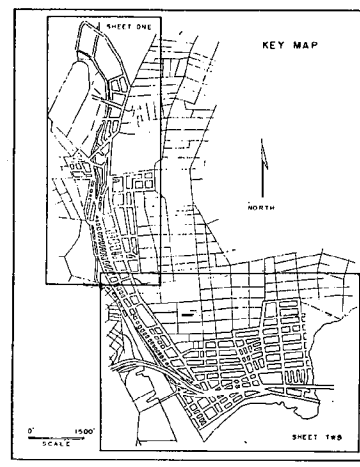 SHEET ONE
KEY MAP
NORTH
0' 1500'
SCALE
SHEET TWO